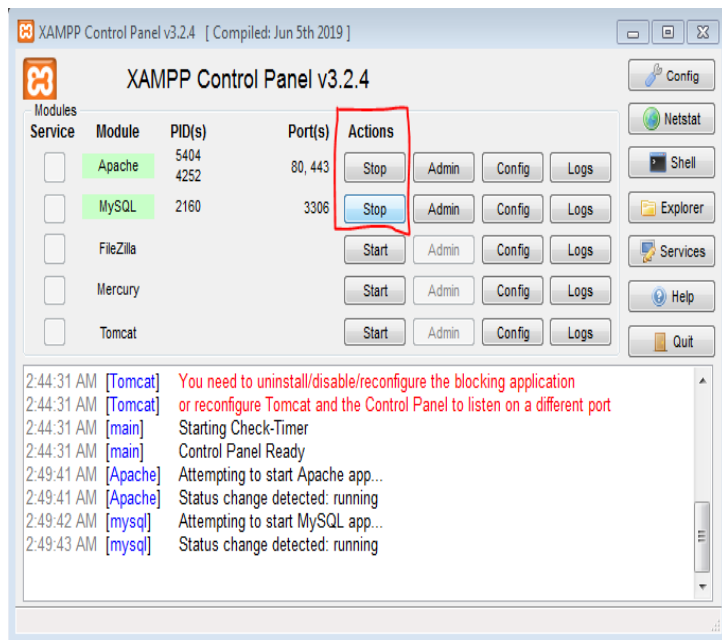 XAMPP Control Panel v3.2.4 [ Compiled: Jun 5th 2019 ]
XAMPP Control Panel v3.2.4
Config
Modules
Netstat
Service Module PID(s) Port(s) Actions
Apache 5404 4252 80, 443 Stop Admin Config Logs
Shell
MySQL 2160 3306 Stop Admin Config Logs
Explorer
FileZilla Start Admin Config Logs
Services
Mercury Start Admin Config Logs
Help
Tomcat Start Admin Config Logs
Quit
2:44:31 AM [Tomcat] You need to uninstall/disable/reconfigure the blocking application
2:44:31 AM [Tomcat] or reconfigure Tomcat and the Control Panel to listen on a different port
2:44:31 AM [main] Starting Check-Timer
2:44:31 AM [main] Control Panel Ready
2:49:41 AM [Apache] Attempting to start Apache app...
2:49:41 AM [Apache] Status change detected: running
2:49:42 AM [mysql] Attempting to start MySQL app...
2:49:43 AM [mysql] Status change detected: running